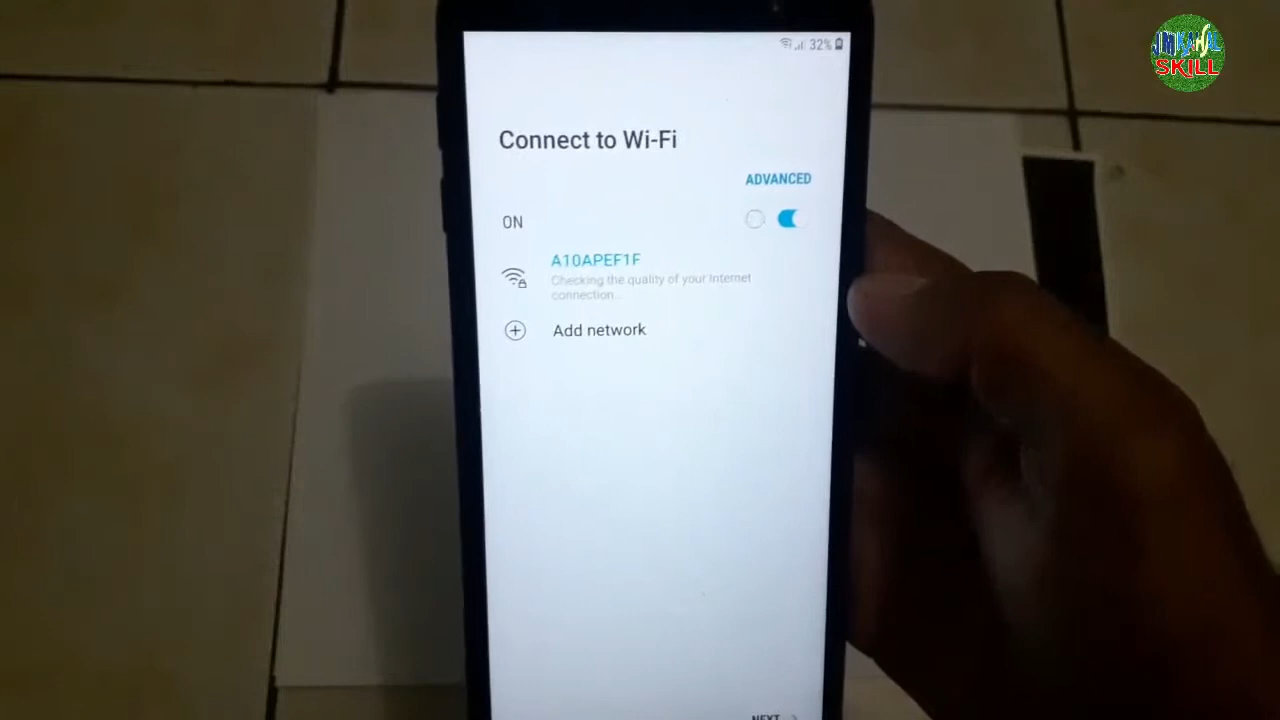 32%
Connect to Wi-Fi
ADVANCED
ON
A10APEF1F
Checking the quality of your Internet
connection...
Add network
NEXT
SKILL